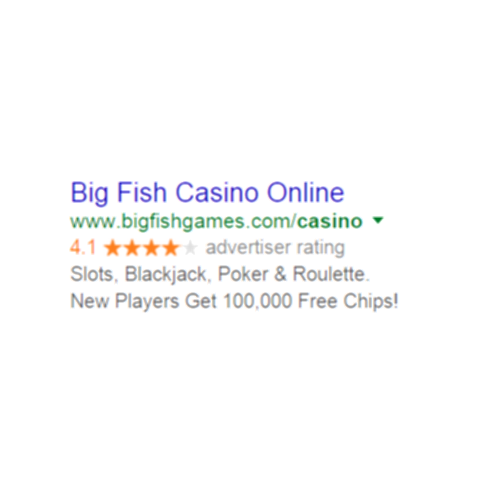 Big Fish Casino Online
www.bigfishgames.com/casino
4.1 advertiser rating
Slots, Blackjack, Poker & Roulette.
New Players Get 100,000 Free Chips!